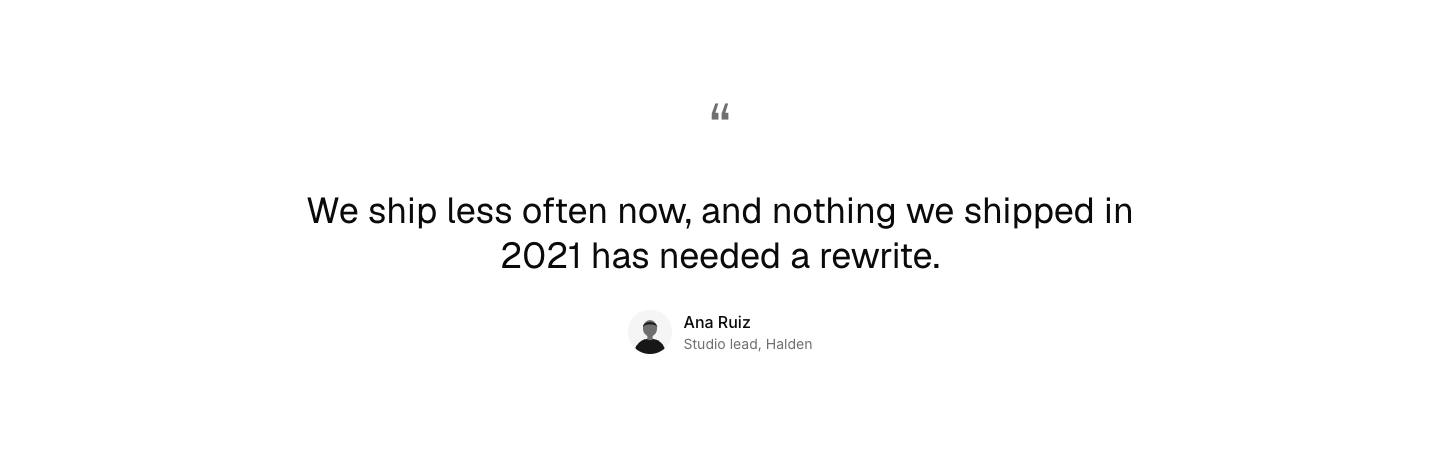 “
We ship less often now, and nothing we shipped in
2021 has needed a rewrite.
Ana Ruiz
Studio lead, Halden